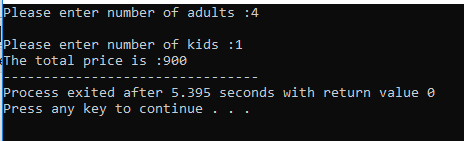 Please enter number of adults :4
Please enter number of kids :1
The total price is :900
--------------------------------
Process exited after 5.395 seconds with return value 0
Press any key to continue . . .